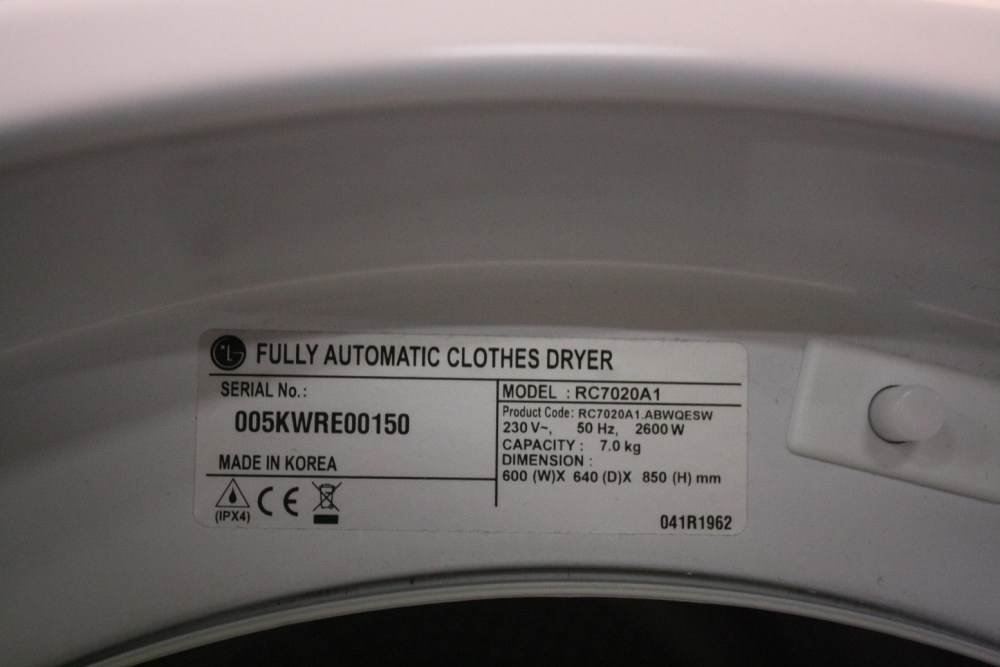 LG FULLY AUTOMATIC CLOTHES DRYER
SERIAL No.:
005KWRE00150
MADE IN KOREA
(IPX4) CE
MODEL : RC7020A1
Product Code: RC7020A1.ABWQESW
230 V~, 50 Hz, 2600 W
CAPACITY : 7.0 kg
DIMENSION :
600 (W)X 640 (D)X 850 (H) mm
041R1962